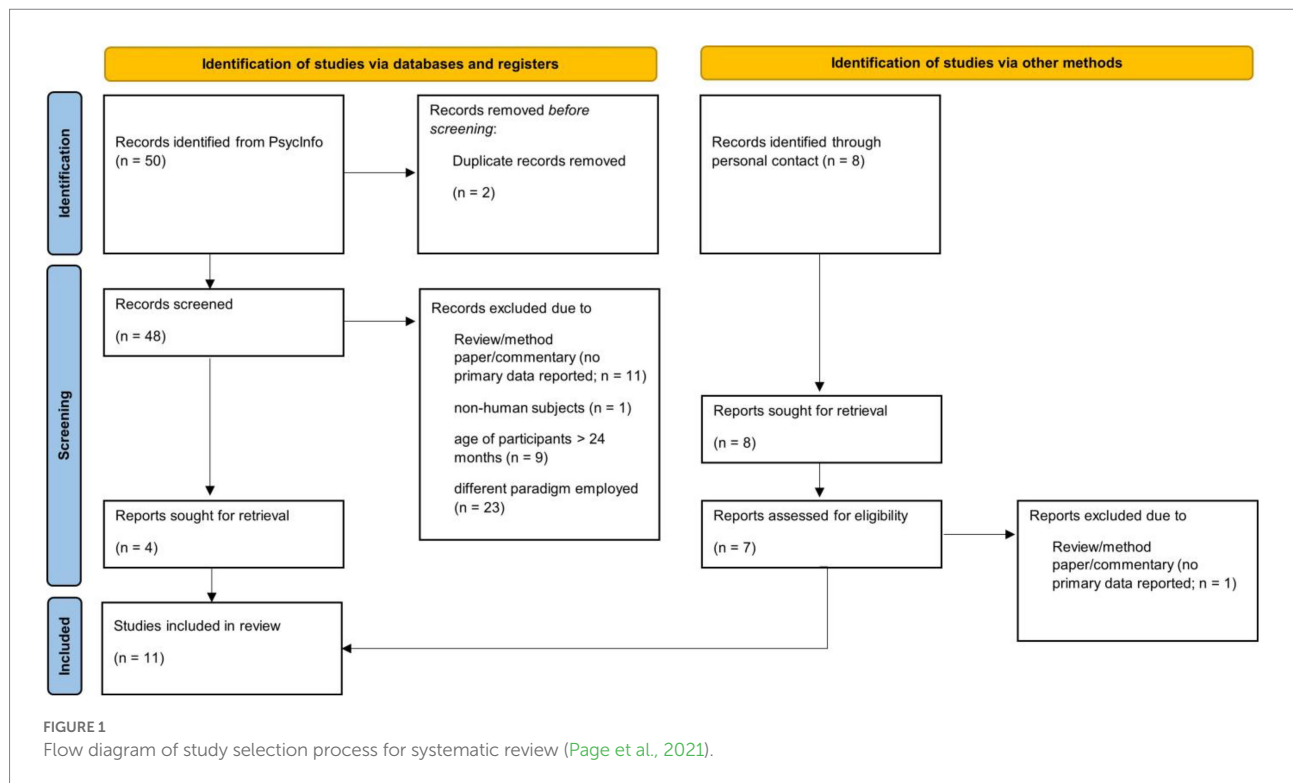 Identification of studies via databases and registers
Identification of studies via other methods
Identification
Records identified from PsycInfo
(n = 50)
Records removed before
screening:
Duplicate records removed
(n = 2)
Records identified through
personal contact (n = 8)
Screening
Records screened
(n = 48)
Records excluded due to
Review/method
paper/commentary (no
primary data reported; n = 11)
non-human subjects (n = 1)
age of participants > 24
months (n = 9)
different paradigm employed
(n = 23)
Reports sought for retrieval
(n = 8)
Reports sought for retrieval
(n = 4)
Reports assessed for eligibility
(n = 7)
Reports excluded due to
Review/method
paper/commentary (no
primary data reported; n = 1)
Included
Studies included in review
(n = 11)
FIGURE 1
Flow diagram of study selection process for systematic review (Page et al., 2021).